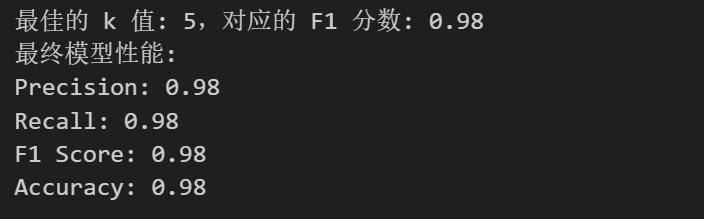 最佳的 k 值: 5，对应的 F1 分数: 0.98
最终模型性能:
Precision: 0.98
Recall: 0.98
F1 Score: 0.98
Accuracy: 0.98